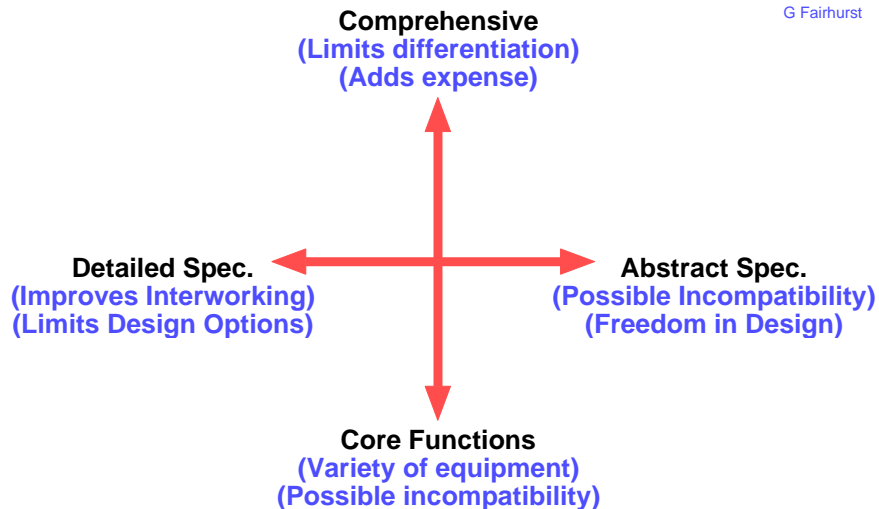 G Fairhurst
Comprehensive
(Limits differentiation)
(Adds expense)
Detailed Spec.
(Improves Interworking)
(Limits Design Options)
Abstract Spec.
(Possible Incompatibility)
(Freedom in Design)
Core Functions
(Variety of equipment)
(Possible incompatibility)